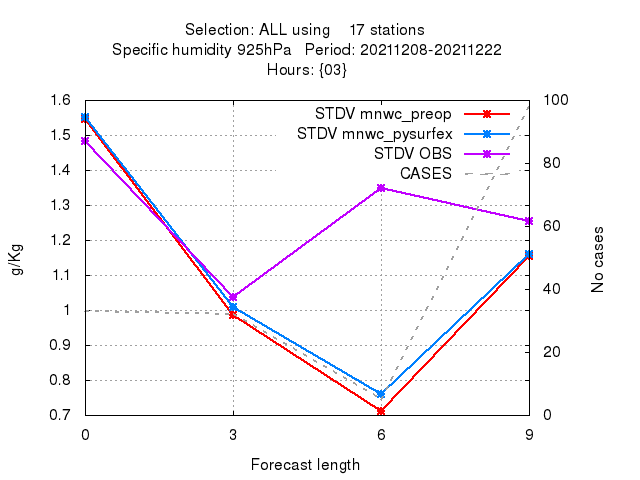 Selection: ALL using 17 stations
Specific humidity 925hPa Period: 20211208-20211222
Hours: {03}
STDV mnwc_preop
STDV mnwc_pysurfex
STDV OBS
CASES
1.6
1.5
1.4
1.3
1.2
1.1
1
0.9
0.8
0.7
g/Kg
100
80
60
40
20
0
No cases
0 3 6 9
Forecast length